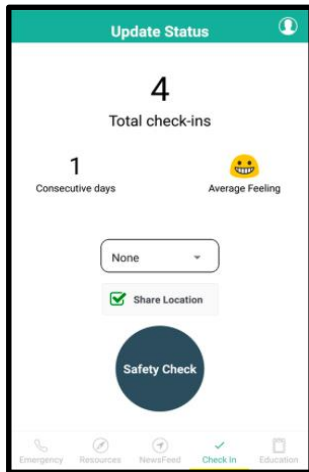 Update Status
4
Total check-ins
1
Consecutive days
Average Feeling
None
Share Location
Safety Check
Emergency Resources NewsFeed Check In Education